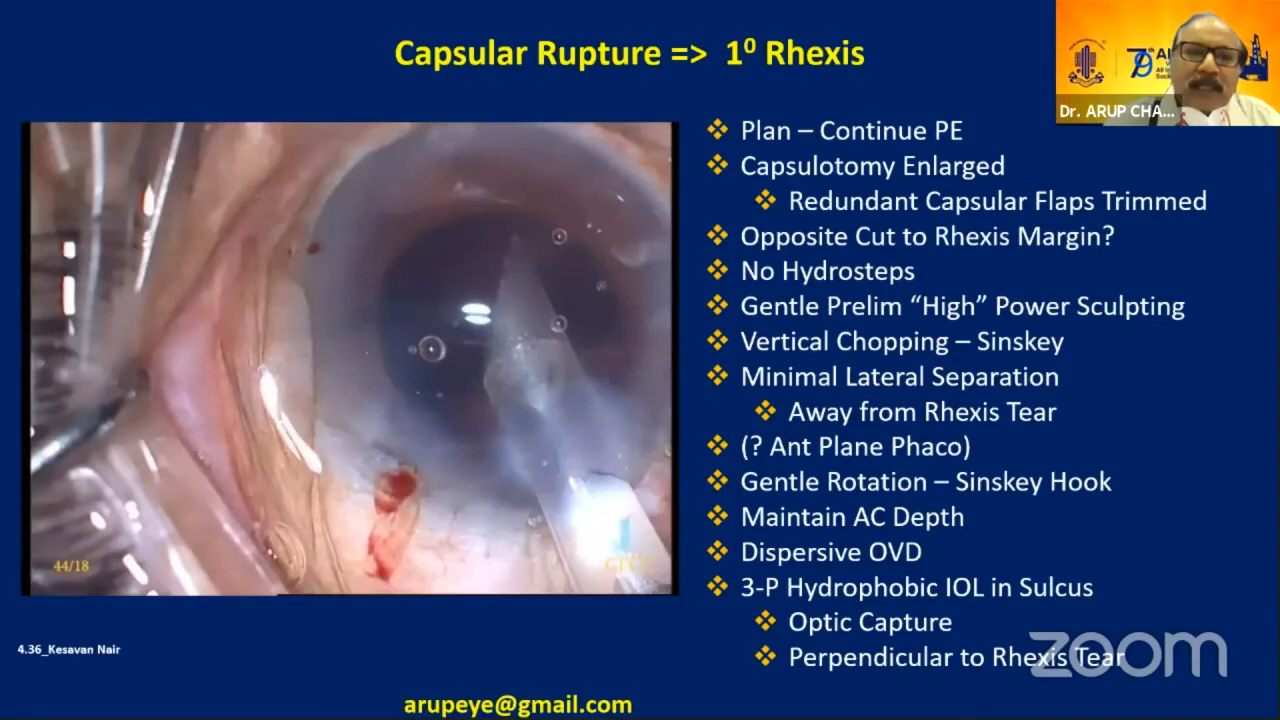 Capsular Rupture => 1⁰ Rhexis
79
Dr. ARUP CHA...
❖ Plan – Continue PE
❖ Capsulotomy Enlarged
❖ Redundant Capsular Flaps Trimmed
❖ Opposite Cut to Rhexis Margin?
❖ No Hydrosteps
❖ Gentle Prelim “High” Power Sculpting
❖ Vertical Chopping – Sinskey
❖ Minimal Lateral Separation
❖ Away from Rhexis Tear
❖ (? Ant Plane Phaco)
❖ Gentle Rotation – Sinskey Hook
❖ Maintain AC Depth
❖ Dispersive OVD
❖ 3-P Hydrophobic IOL in Sulcus
❖ Optic Capture
❖ Perpendicular to Rhexis Tear
44/18
4.36_Kesavan Nair
zoom
arupeye@gmail.com